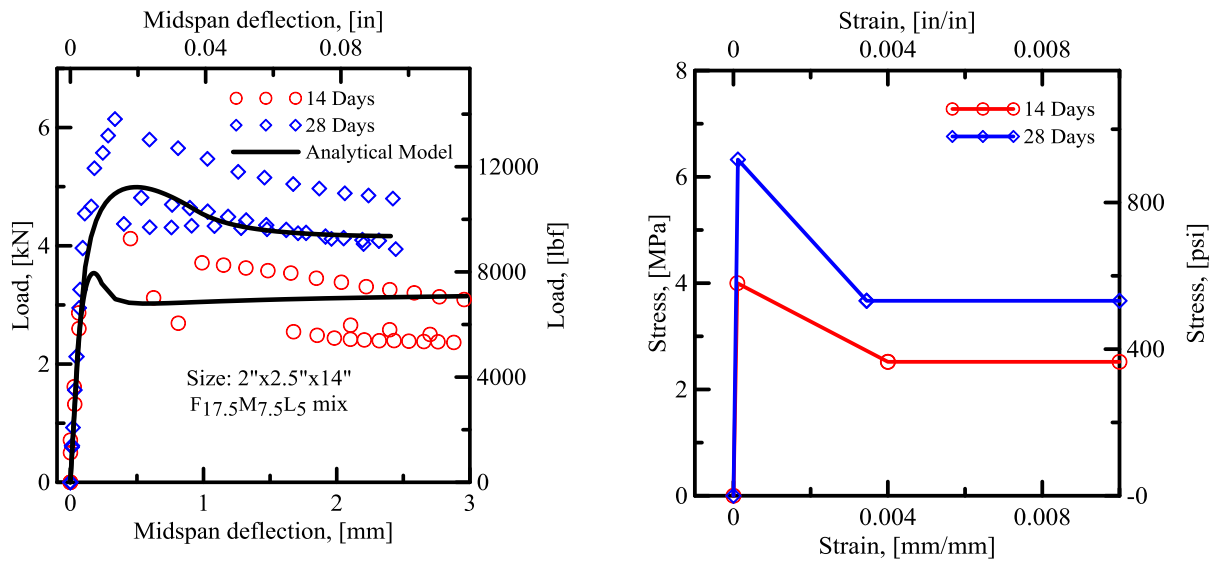 Midspan deflection, [in]
0 0.04 0.08
6
4
2
0
Load, [kN]
14 Days
28 Days
Analytical Model
12000
8000
4000
0
Load, [lbf]
Size: 2"x2.5"x14"
F17.5M7.5L5 mix
0 1 2 3
Midspan deflection, [mm]
Strain, [in/in]
0 0.004 0.008
8
6
4
2
0
Stress, [MPa]
14 Days
28 Days
800
400
-0
Stress, [psi]
0 0.004 0.008
Strain, [mm/mm]